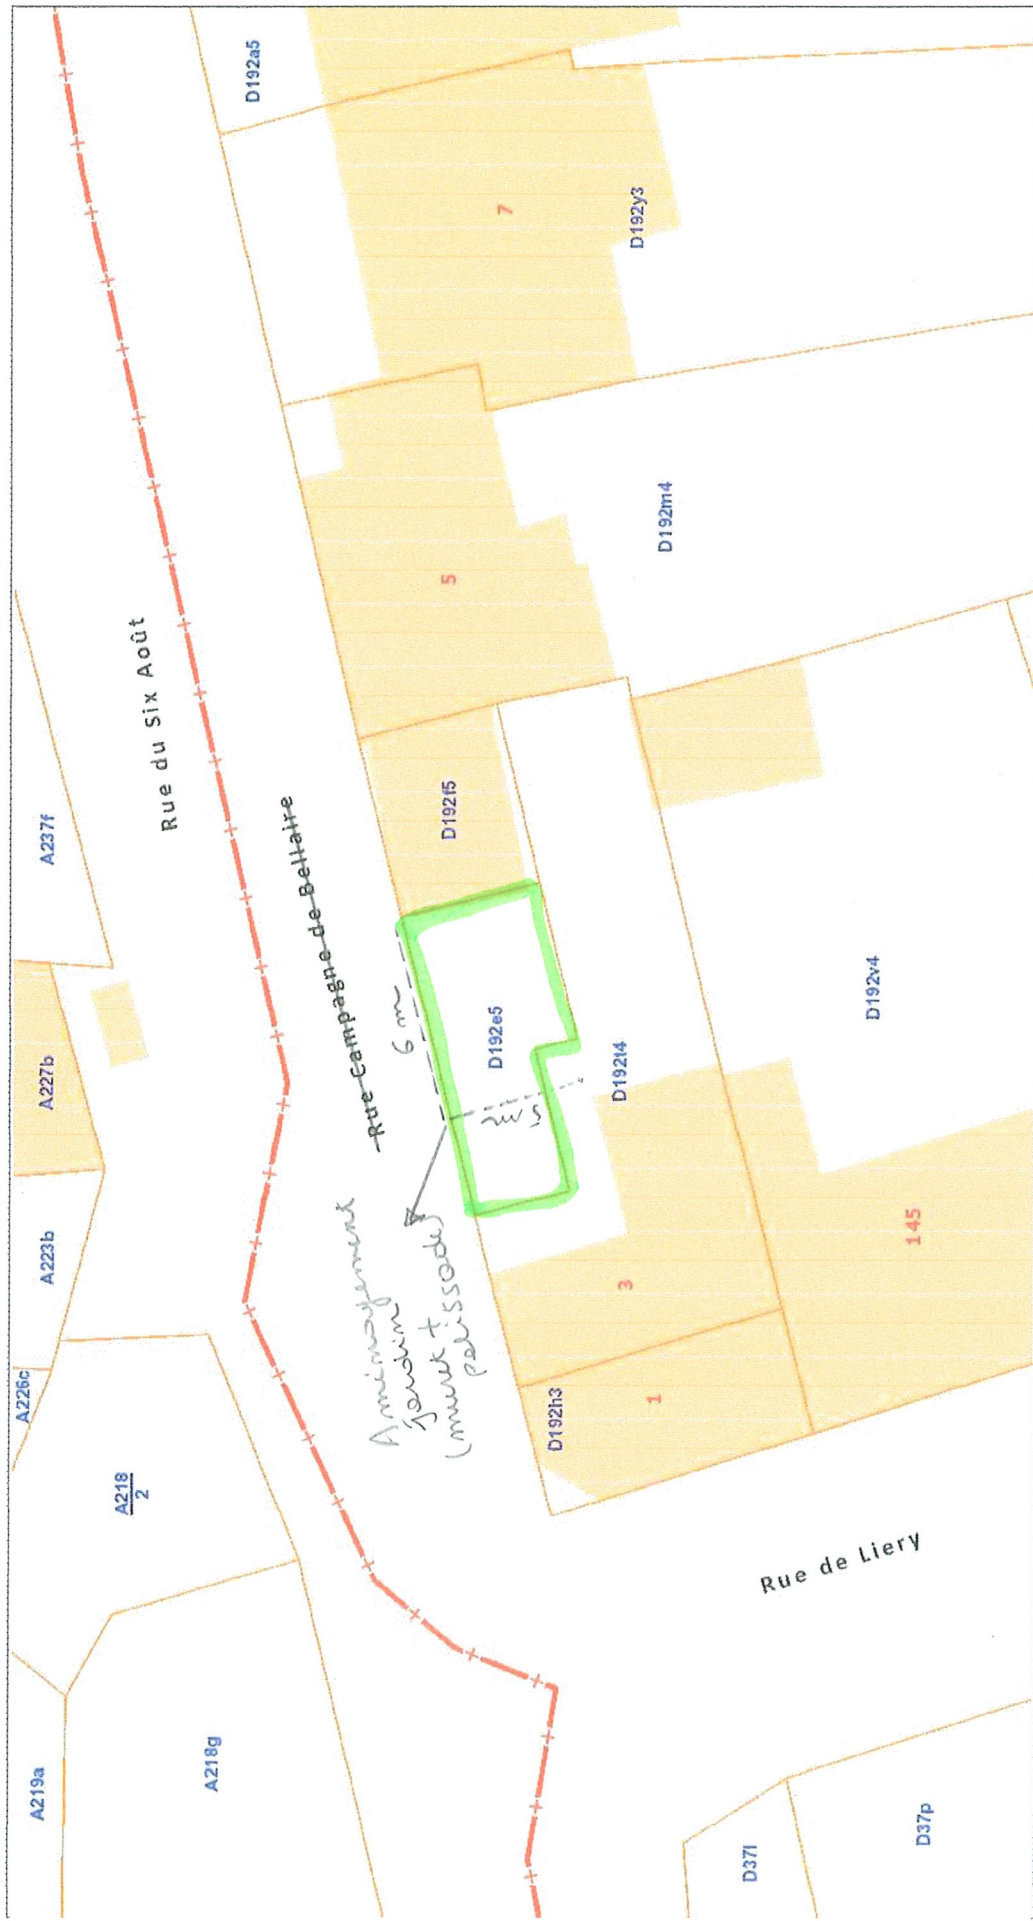 A219a
A218g
A218
2
A226c
A223b
A227b
A237f
Rue du Six Août
Rue Campagne de Bellaire
Aménagement
Jardin
(muret +
palissade)
6 m
D192a5
7
D192y3
5
D192m4
D192f5
D192e5
D192t4
D192v4
3
145
D192h3
1
Rue de Liery
D37l
D37p